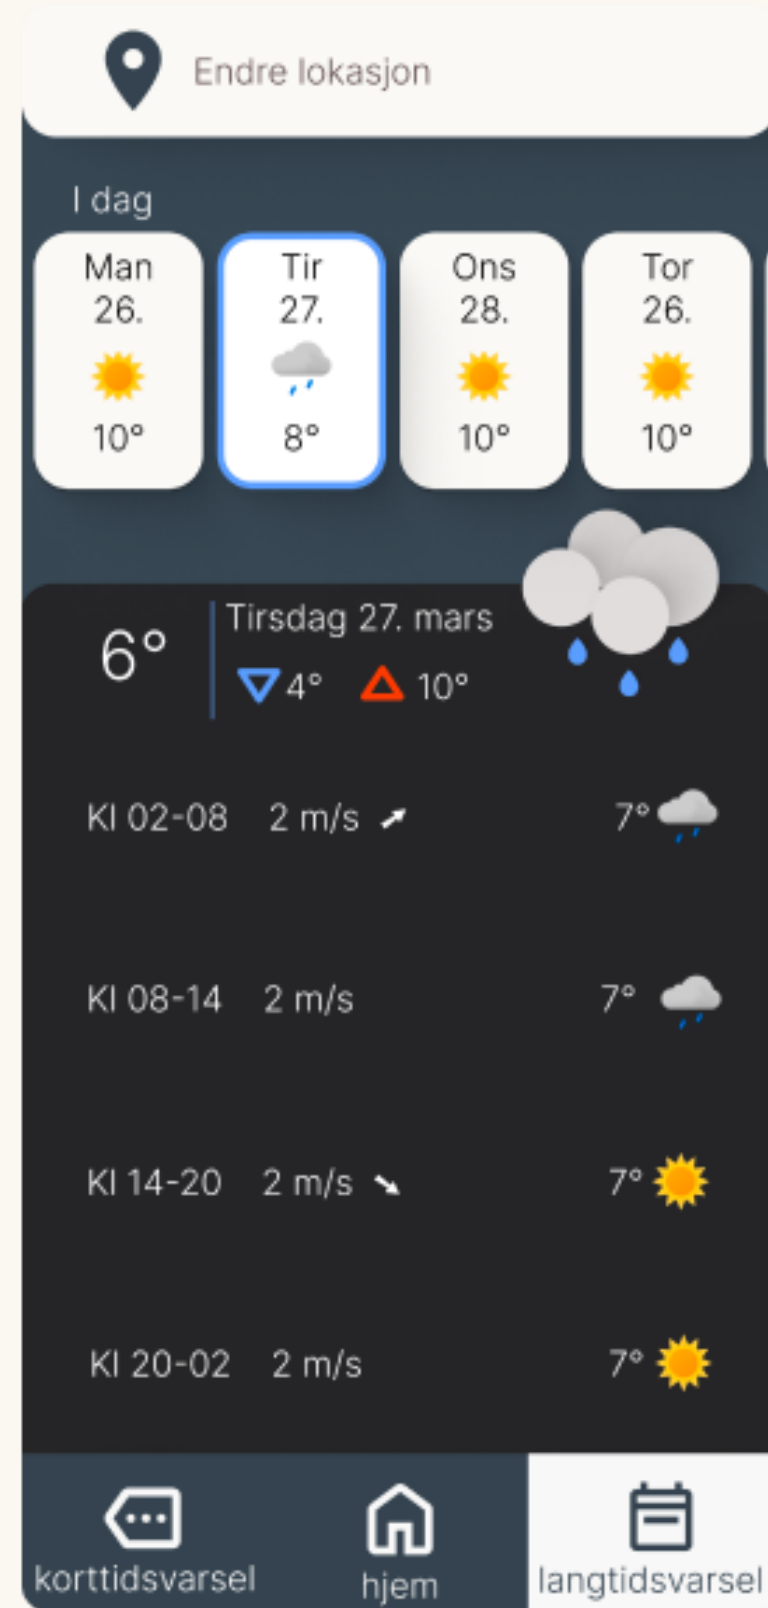 Endre lokasjon
I dag
Man
26.
10°
Tir
27.
8°
Ons
28.
10°
Tor
26.
10°
6°
Tirsdag 27. mars
4° 10°
Kl 02-08 2 m/s 7°
Kl 08-14 2 m/s 7°
Kl 14-20 2 m/s 7°
Kl 20-02 2 m/s 7°
korttidsvarsel
hjem
langtidsvarsel